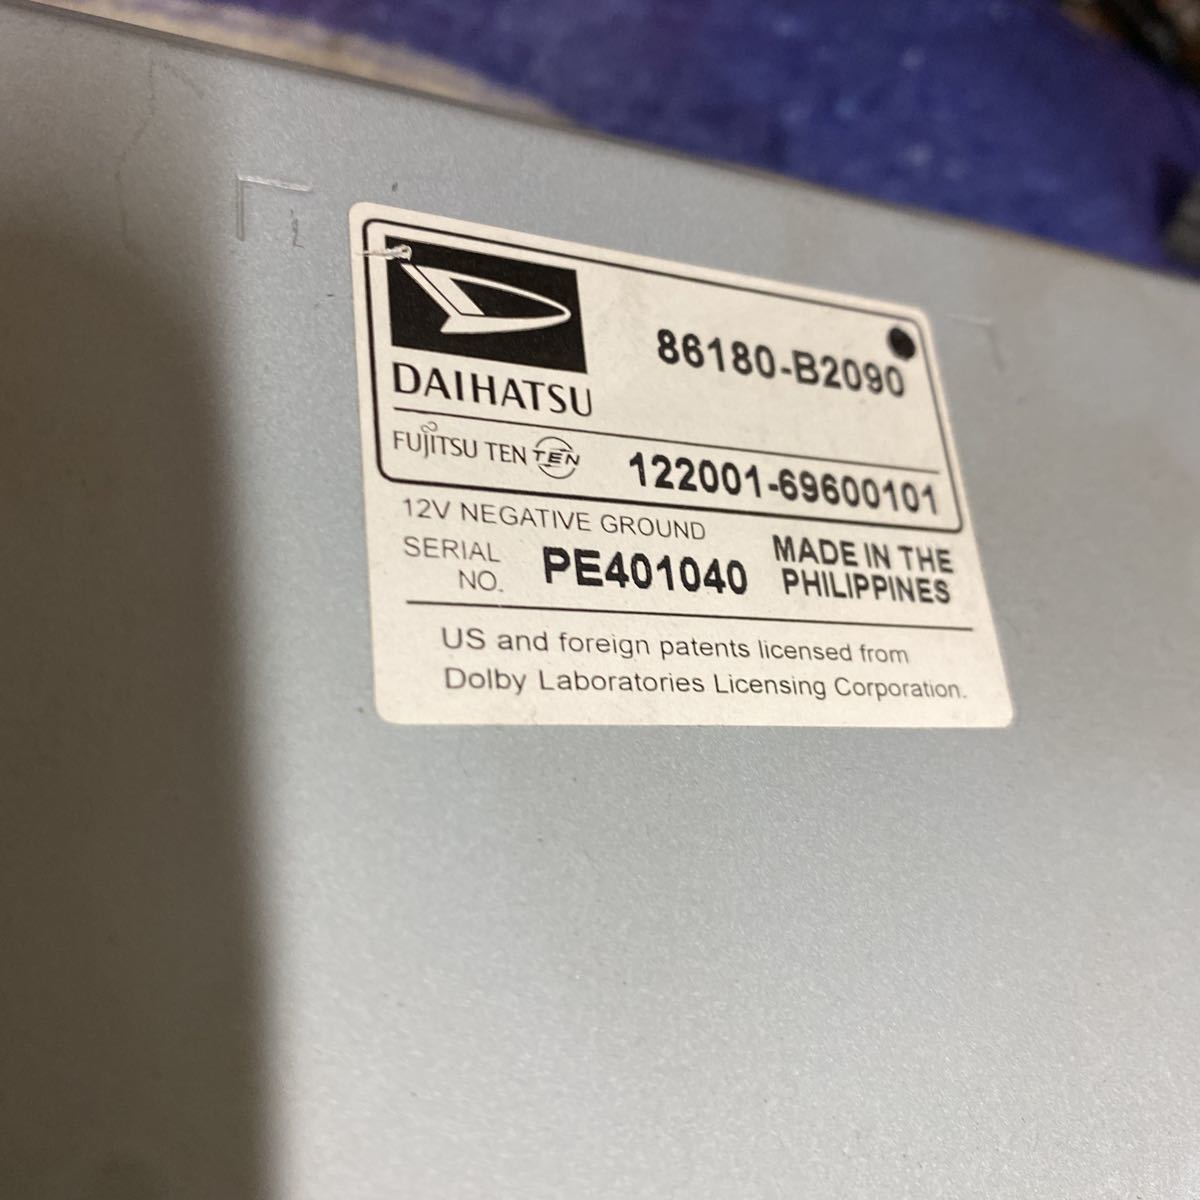 86180-B2090
DAIHATSU
FUJITSU TEN TEN
122001-69600101
12V NEGATIVE GROUND
SERIAL NO. PE401040
MADE IN THE
PHILIPPINES
US and foreign patents licensed from
Dolby Laboratories Licensing Corporation.